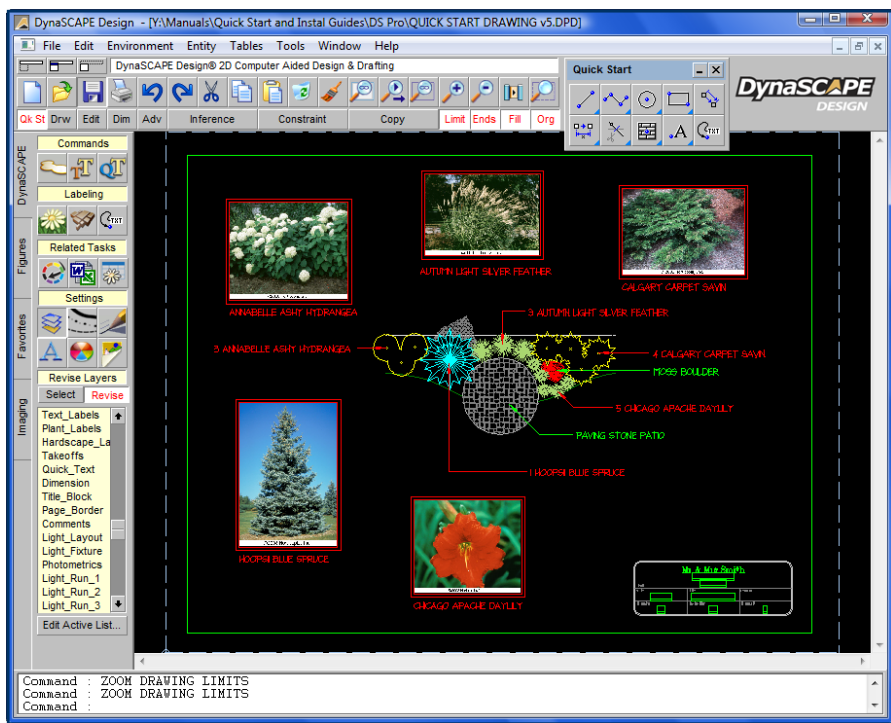 DynaSCAPE Design - [Y:\Manuals\Quick Start and Instal Guides\DS Pro\QUICK START DRAWING v5.DPD]
File Edit Environment Entity Tables Tools Window Help
DynaSCAPE Design® 2D Computer Aided Design & Drafting
Quick Start
DynaSCAPE
DESIGN
Qk St Drw Edit Dim Adv Inference Constraint Copy Limit Ends Fill Org
A TXT
DynaSCAPE
Figures
Favorites
Imaging
Commands
TT QT
Labeling
TXT
Related Tasks
Settings
A
Revise Layers
Select Revise
Text_Labels
Plant_Labels
Hardscape_La
Takeoffs
Quick_Text
Dimension
Title_Block
Page_Border
Comments
Light_Layout
Light_Fixture
Photometrics
Light_Run_1
Light_Run_2
Light_Run_3
Edit Active List...
ANNABELLE ASHY HYDRANGEA
AUTUMN LIGHT SILVER FEATHER
CALGARY CARPET SAVIN
3 AUTUMN LIGHT SILVER FEATHER
3 ANNABELLE ASHY HYDRANGEA
4 CALGARY CARPET SAVIN
MOSS BOULDER
5 CHICAGO APACHE DAYLILY
PAVING STONE PATIO
1 HOOPSI BLUE SPRUCE
HOOPSI BLUE SPRUCE
CHICAGO APACHE DAYLILY
Mr. & Mrs. Smith
Command : ZOOM DRAWING LIMITS
Command : ZOOM DRAWING LIMITS
Command :